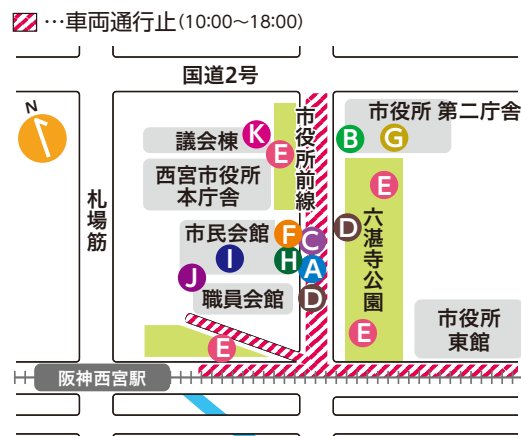 …車両通行止(10:00~18:00)
国道2号
N
市役所 第二庁舎
K
議会棟
E
市役所前線
B
G
西宮市役所
本庁舎
E
札場筋
市民会館
F
C
D
六湛寺公園
I
H
A
J
職員会館
D
市役所
東館
E
E
阪神西宮駅